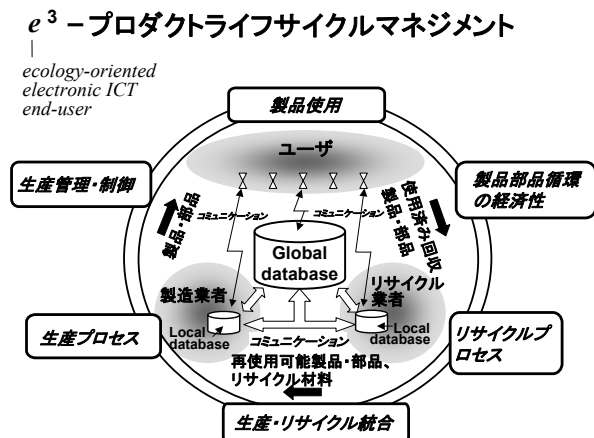 e³－プロダクトライフサイクルマネジメント
ecology-oriented
electronic ICT
end-user
製品使用
ユーザ
生産管理・制御
製品部品循環
の経済性
製品・部品
コミュニケーション
コミュニケーション
使用済み回収
製品・部品
Global
database
製造業者
リサイクル
業者
Local
database
Local
database
コミュニケーション
生産プロセス
リサイクルプ
ロセス
再使用可能製品・部品、
リサイクル材料
生産・リサイクル統合